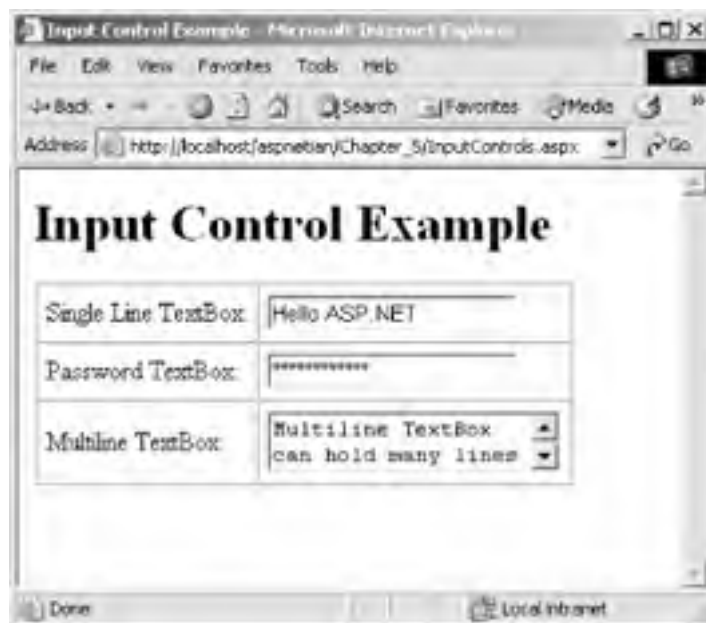 Input Control Example - Microsoft Internet Explorer
File Edit View Favorites Tools Help
Back Search Favorites Media »
Address http://localhost/aspnetian/Chapter_5/InputControls.aspx Go
Input Control Example
Single Line TextBox: Hello ASP.NET
Password TextBox: ************
Multiline TextBox: Multiline TextBox
can hold many lines
Done Local intranet